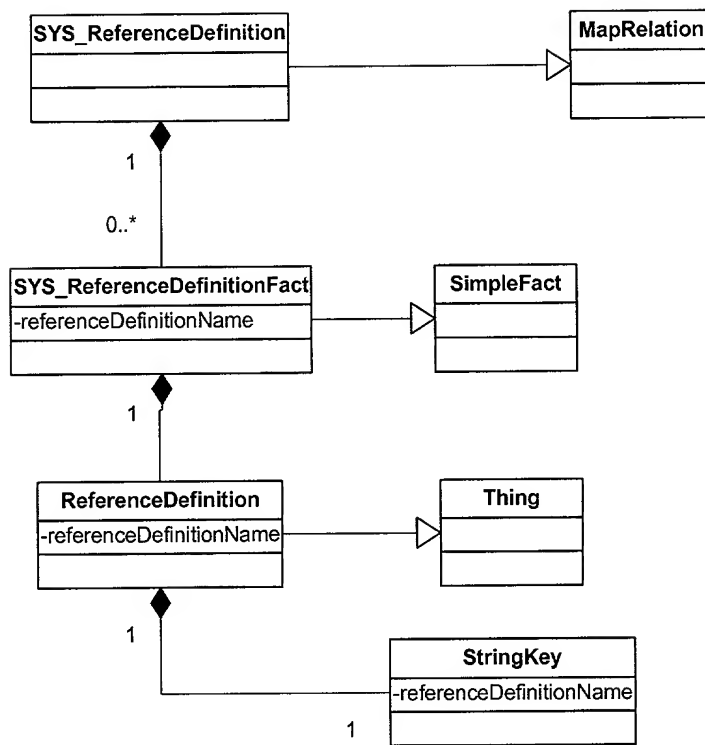 SYS_ReferenceDefinition
MapRelation
1
0..*
SYS_ReferenceDefinitionFact
-referenceDefinitionName
SimpleFact
1
ReferenceDefinition
-referenceDefinitionName
Thing
1
StringKey
-referenceDefinitionName
1